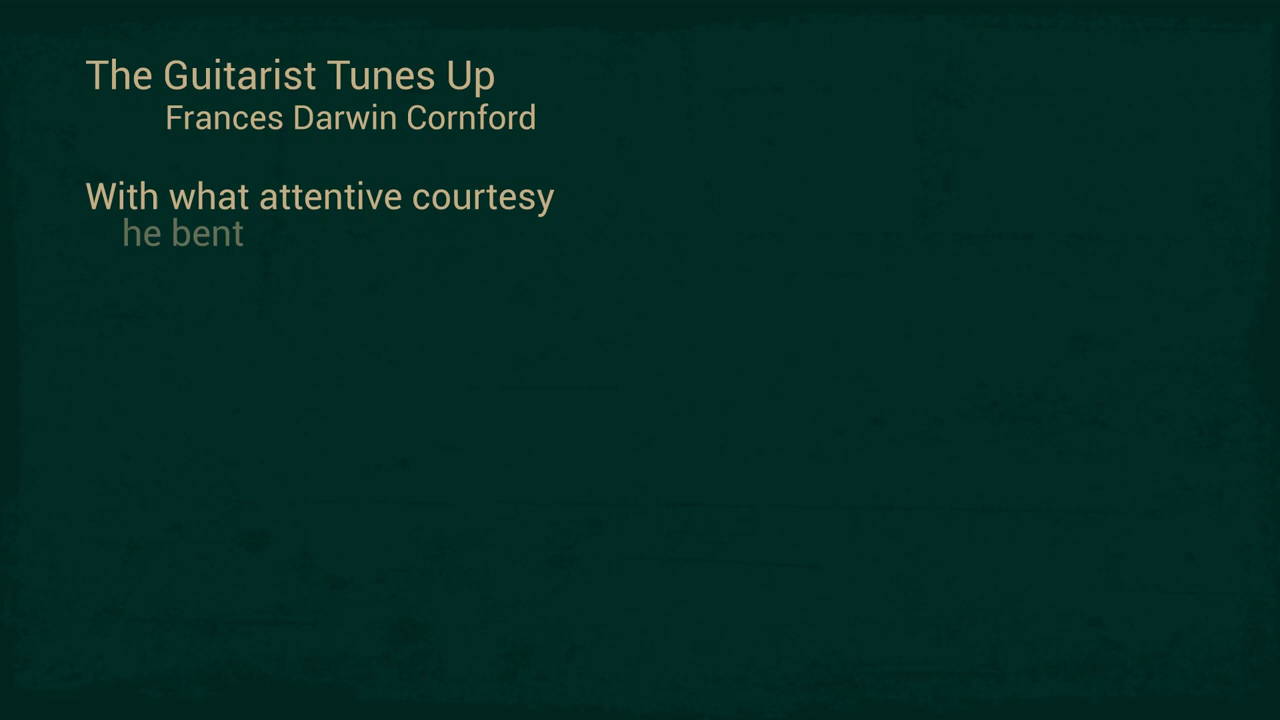 The Guitarist Tunes Up
Frances Darwin Cornford
With what attentive courtesy
he bent